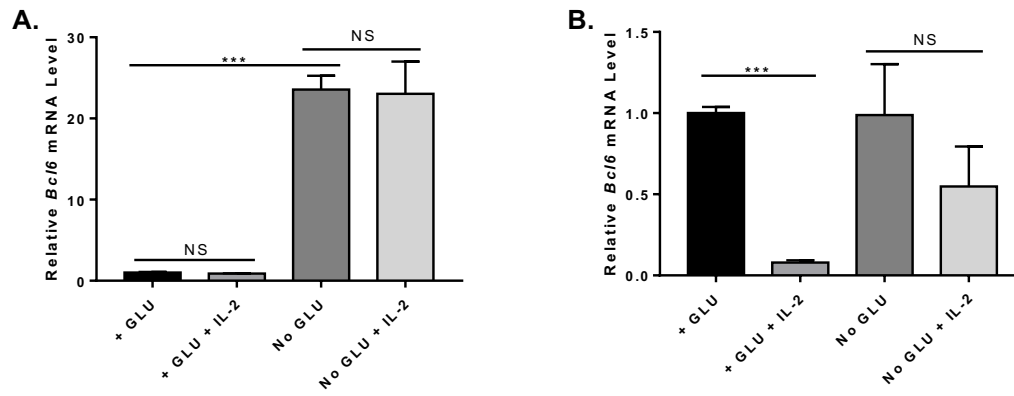 A.
Relative Bcl6 mRNA Level
30
20
10
0
***
NS
NS
+ GLU
+ GLU + IL-2
No GLU
No GLU + IL-2
B.
Relative Bcl6 mRNA Level
1.5
1.0
0.5
0.0
***
NS
+ GLU
+ GLU + IL-2
No GLU
No GLU + IL-2